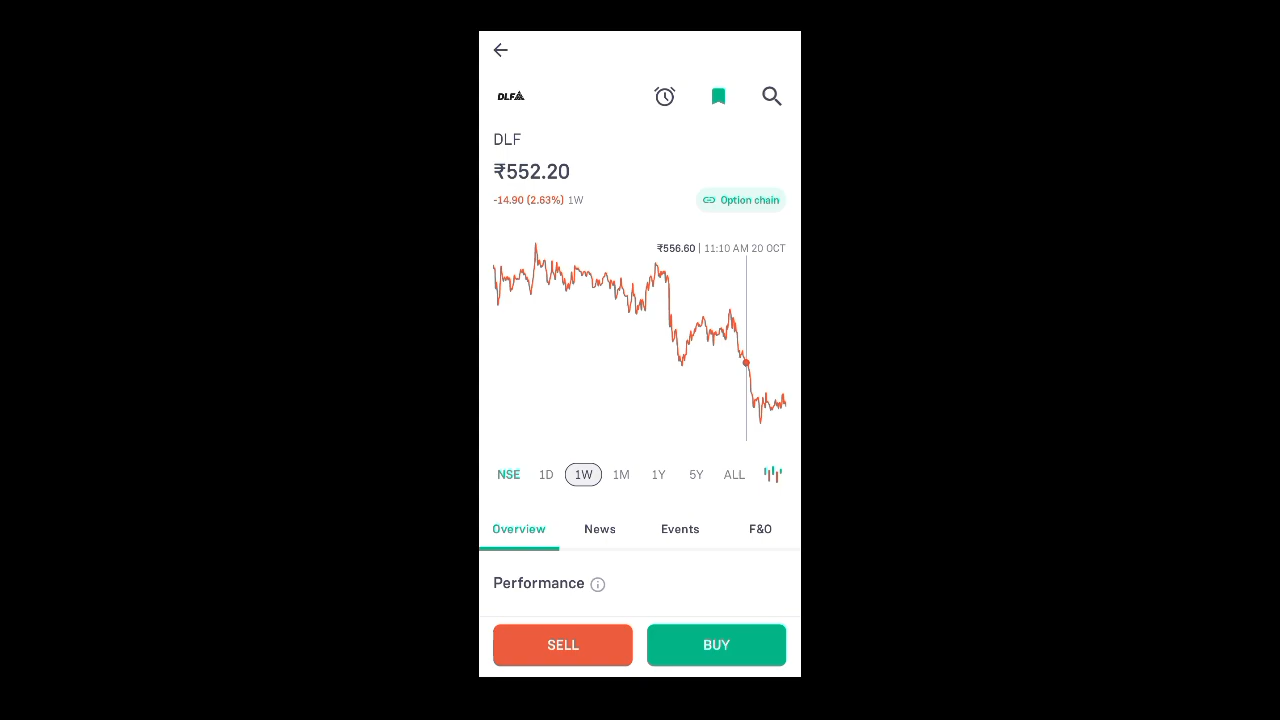 DLF
DLF
₹552.20
-14.90 (2.63%) 1W
Option chain
₹556.60 | 11:10 AM 20 OCT
NSE 1D 1W 1M 1Y 5Y ALL
Overview News Events F&O
Performance
SELL BUY